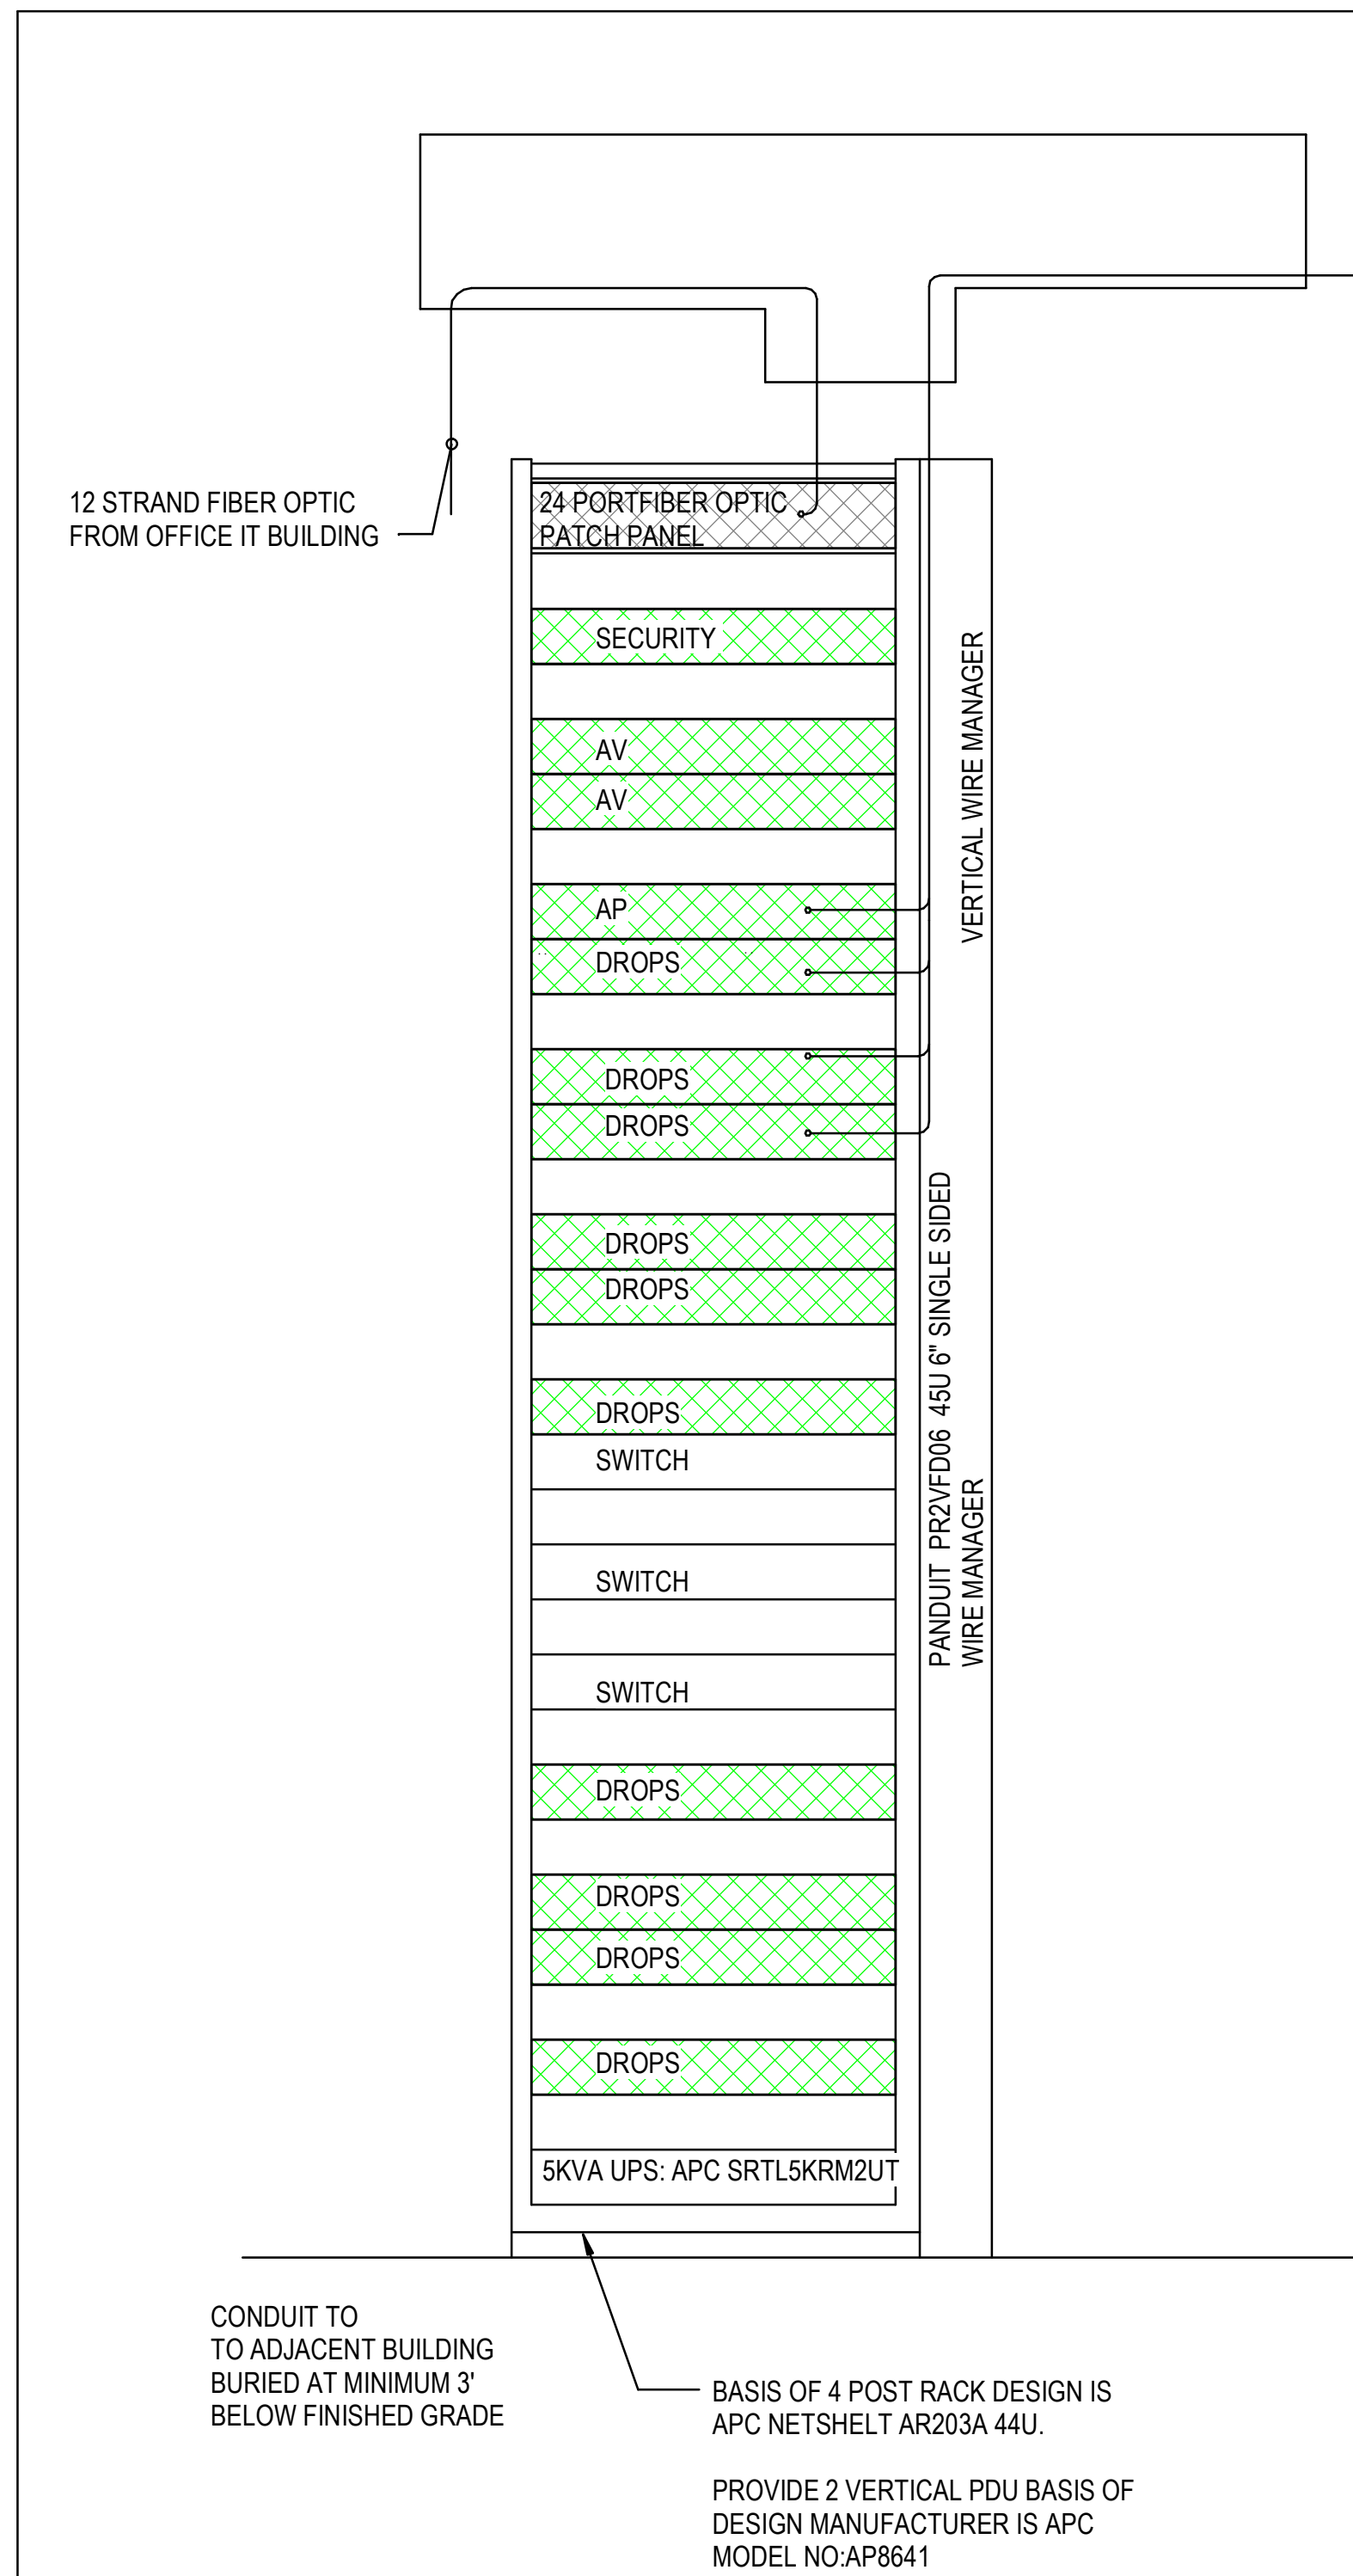 12 STRAND FIBER OPTIC
FROM OFFICE IT BUILDING
24 PORTFIBER OPTIC
PATCH PANEL
SECURITY
AV
AV
AP
DROPS
DROPS
DROPS
DROPS
DROPS
DROPS
SWITCH
SWITCH
SWITCH
DROPS
DROPS
DROPS
DROPS
5KVA UPS: APC SRTL5KRM2UT
VERTICAL WIRE MANAGER
PANDUIT PR2VFD06 45U 6" SINGLE SIDED
WIRE MANAGER
CONDUIT TO
TO ADJACENT BUILDING
BURIED AT MINIMUM 3'
BELOW FINISHED GRADE
BASIS OF 4 POST RACK DESIGN IS
APC NETSHELT AR203A 44U.
PROVIDE 2 VERTICAL PDU BASIS OF
DESIGN MANUFACTURER IS APC
MODEL NO:AP8641